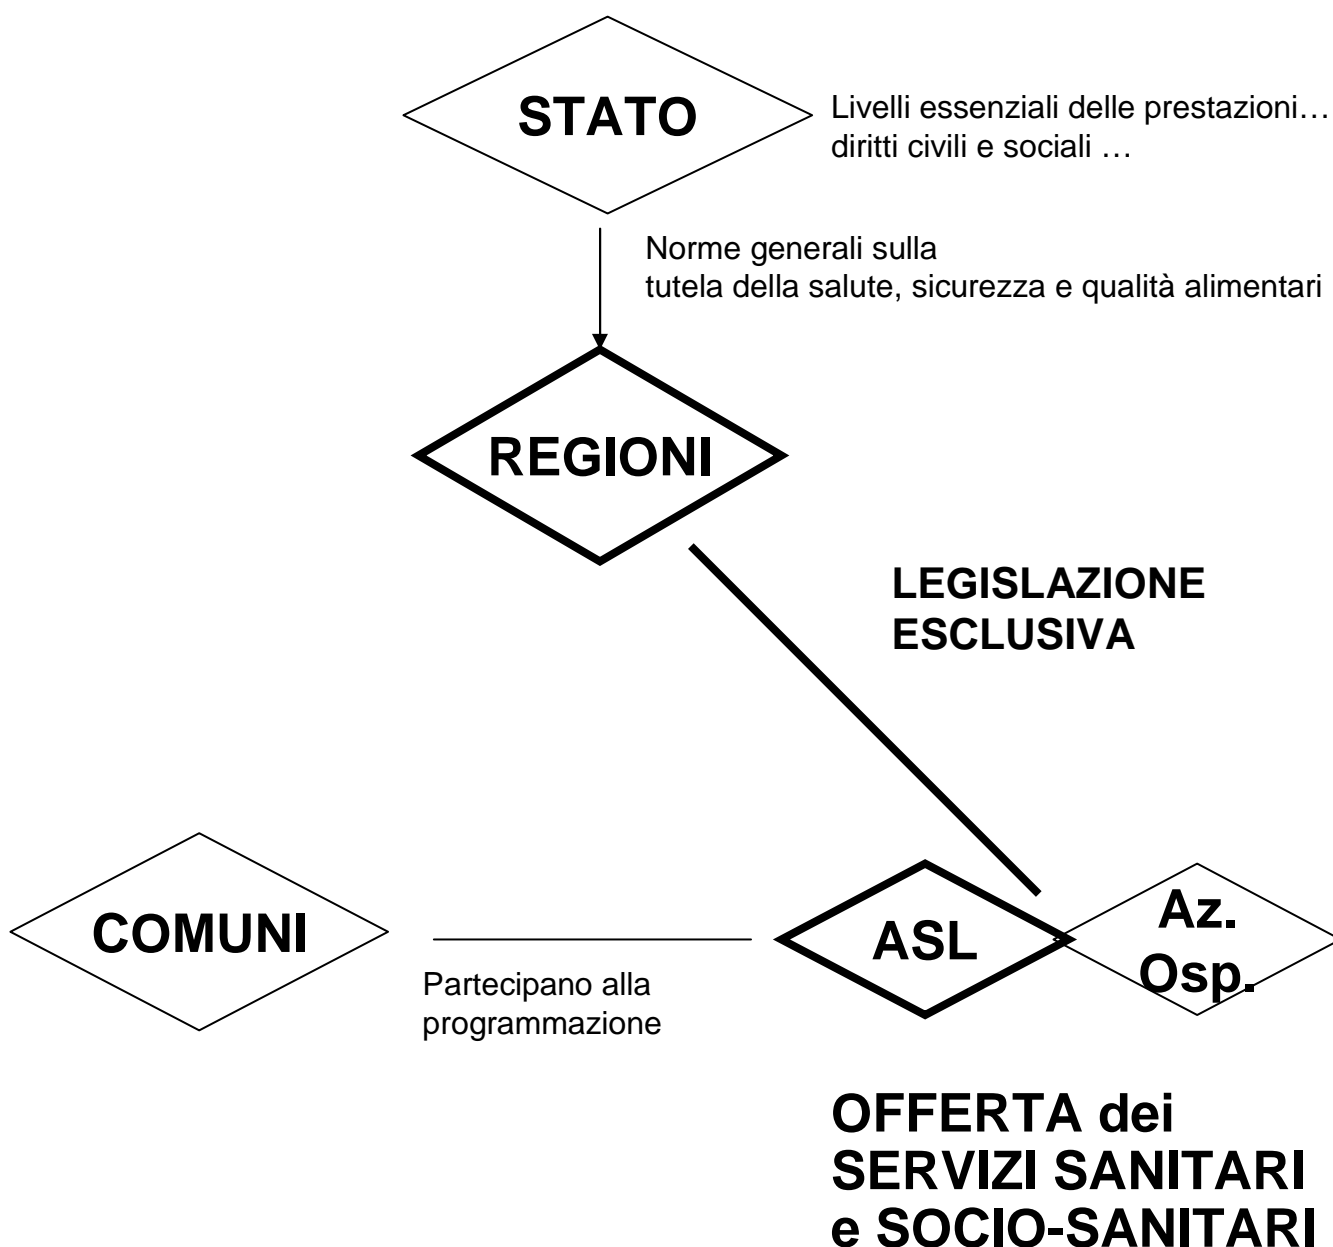 STATO
Livelli essenziali delle prestazioni…
diritti civili e sociali …
Norme generali sulla
tutela della salute, sicurezza e qualità alimentari
REGIONI
LEGISLAZIONE
ESCLUSIVA
COMUNI
Partecipano alla
programmazione
ASL
Az.
Osp.
OFFERTA dei
SERVIZI SANITARI
e SOCIO-SANITARI